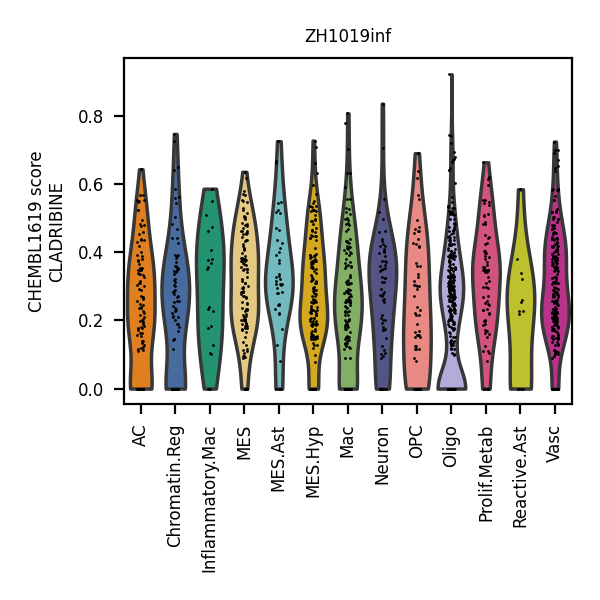 ZH1019inf
CHEMBL1619 score
CLADRIBINE
0.8
0.6
0.4
0.2
0.0
AC
Chromatin.Reg
Inflammatory.Mac
MES
MES.Ast
MES.Hyp
Mac
Neuron
OPC
Oligo
Prolif.Metab
Reactive.Ast
Vasc